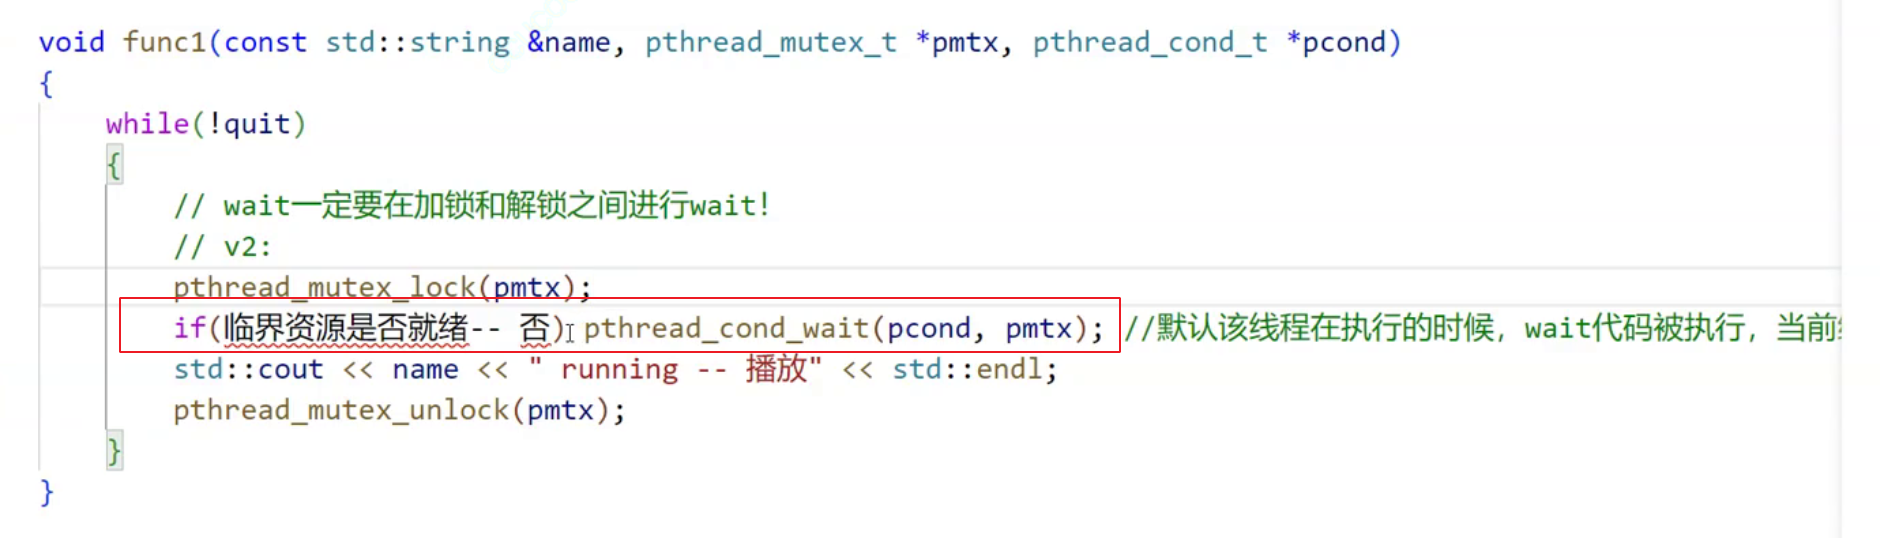 void func1(const std::string &name, pthread_mutex_t *pmtx, pthread_cond_t *pcond)
{
    while(!quit)
    {
        // wait一定要在加锁和解锁之间进行wait！
        // v2:
        pthread_mutex_lock(pmtx);
        if(临界资源是否就绪-- 否) pthread_cond_wait(pcond, pmtx); //默认该线程在执行的时候，wait代码被执行，当前
        std::cout << name << " running -- 播放" << std::endl;
        pthread_mutex_unlock(pmtx);
    }
}